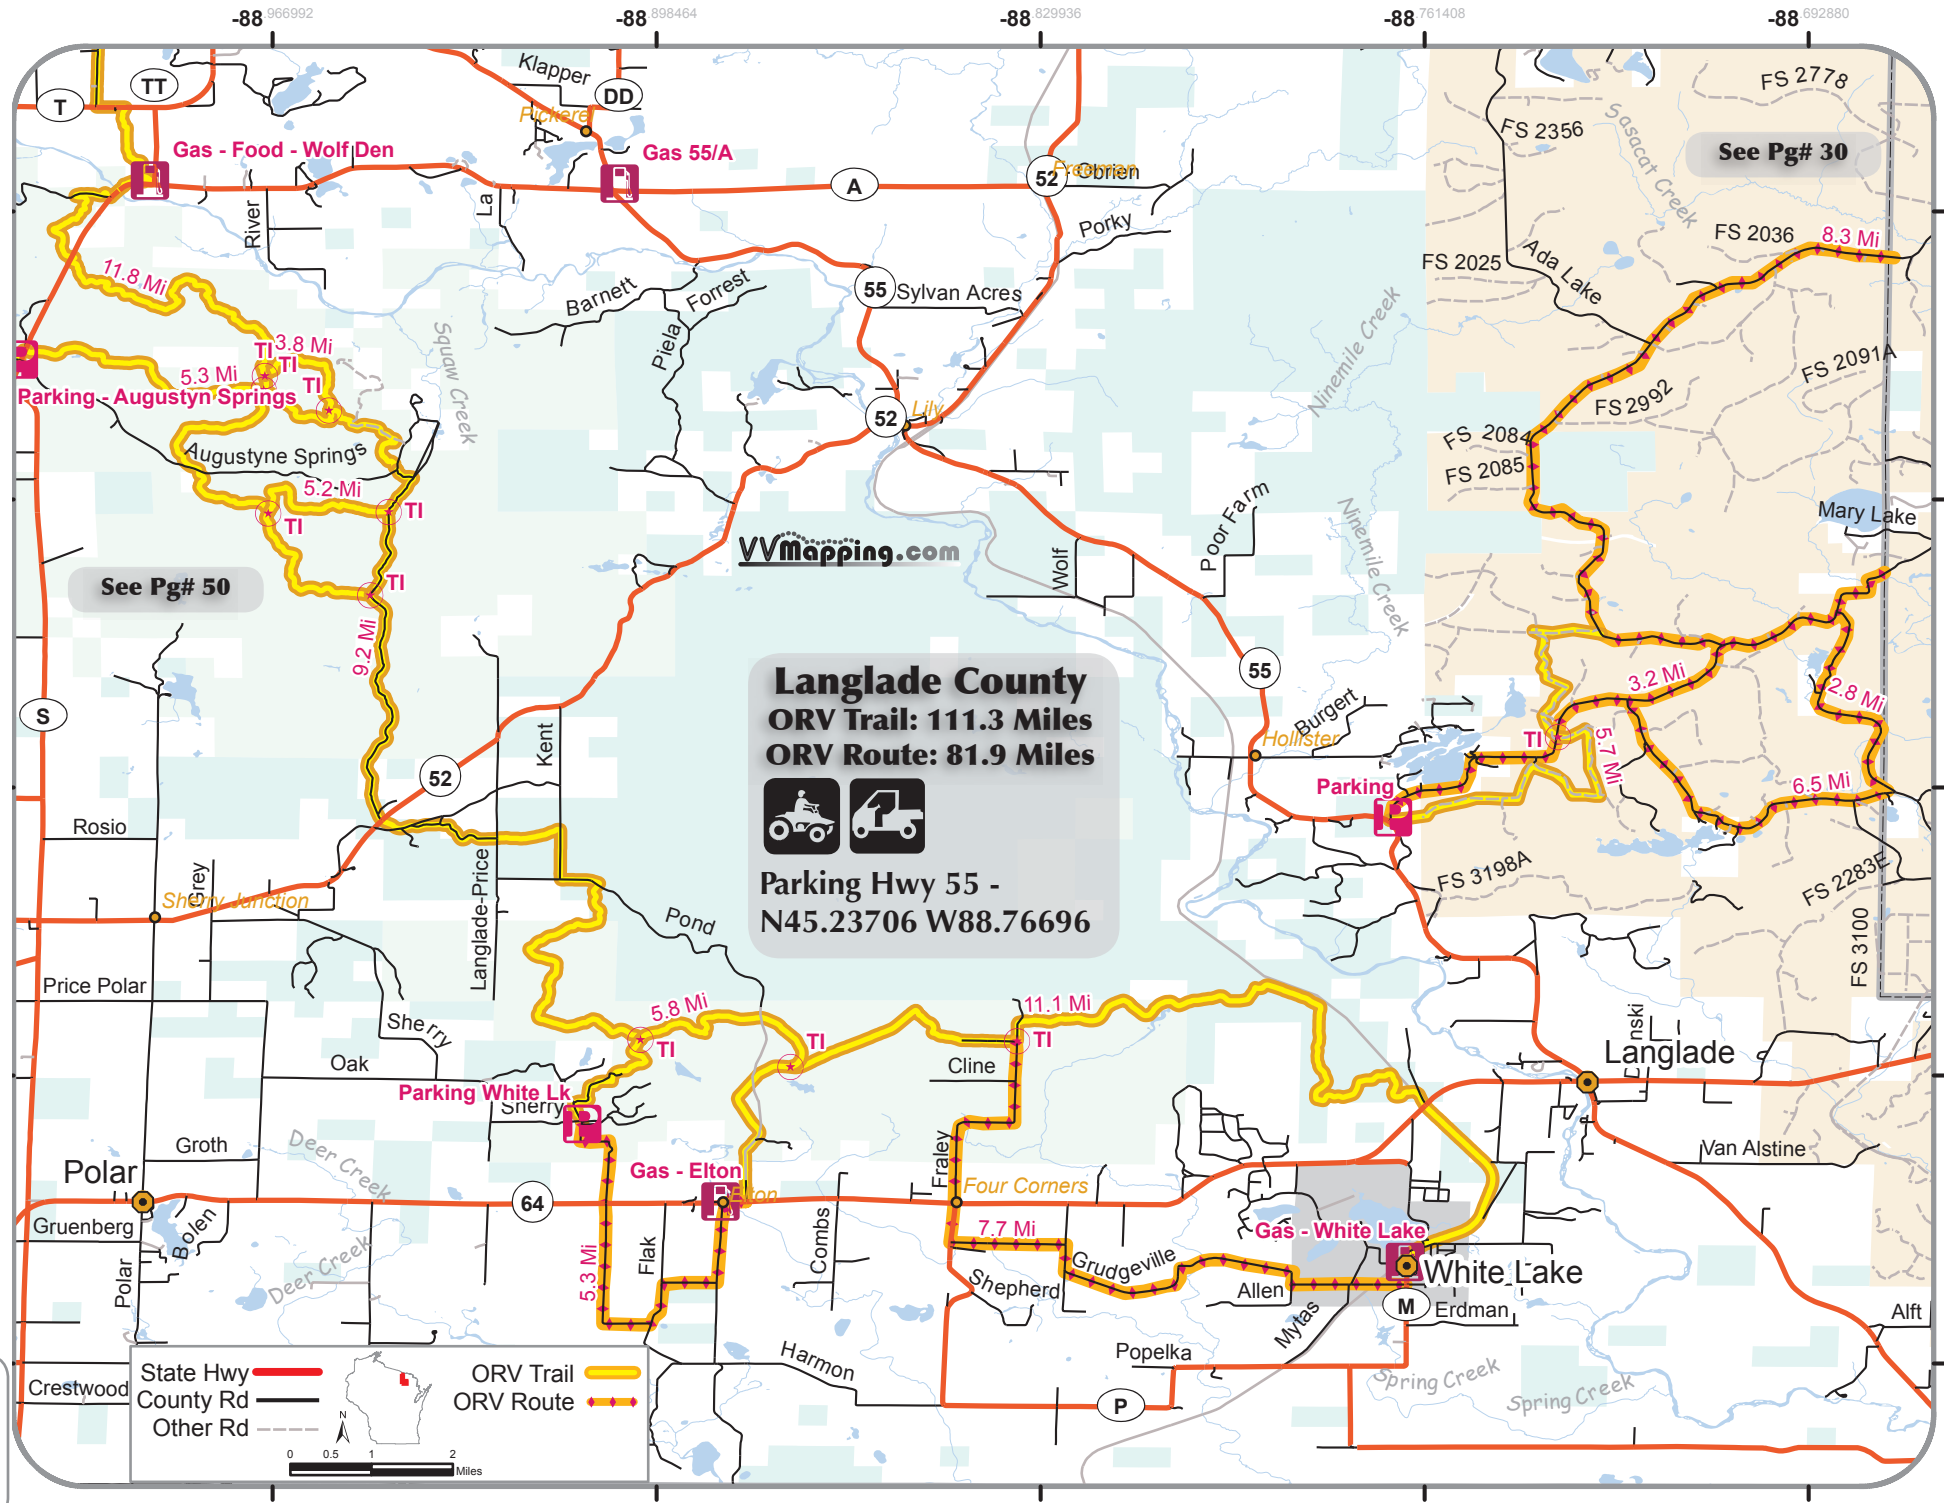 -88.966992
-88.898464
-88.829936
-88.761408
-88.692880
T
TT
Klapper
DD
Pickerel
Gas - Food - Wolf Den
Gas 55/A
A
52
Freeman
Obrien
FS 2778
FS 2356
Sasacat Creek
See Pg# 30
River
La
Porky
FS 2036
8.3 Mi
FS 2025
Ada Lake
11.8 Mi
Barnett
Forrest
55
Sylvan Acres
Squaw Creek
Piela
Ninemile Creek
TI
3.8 Mi
TI
5.3 Mi
TI
Parking - Augustyn Springs
FS 2091A
FS 2992
52
Lily
FS 2084
FS 2085
Augustyne Springs
5.2 Mi
TI
TI
Poor Farm
Ninemile Creek
Mary Lake
VVMapping.com
Wolf
See Pg# 50
TI
9.2 Mi
55
Langlade County
ORV Trail: 111.3 Miles
ORV Route: 81.9 Miles
Parking Hwy 55 -
N45.23706 W88.76696
3.2 Mi
2.8 Mi
S
Kent
Burgert
Hollister
TI
5.7 Mi
52
Parking
6.5 Mi
Rosio
Langlade-Price
FS 3198A
FS 2283E
Sherry Junction
Pond
FS 3100
Price Polar
5.8 Mi
11.1 Mi
Sherry
TI
TI
TI
Oak
Cline
Langlade
Parking White Lk
Sherry
Groth
Deer Creek
Polar
Gas - Elton
Elton
Fraley
Four Corners
Van Alstine
64
Gruenberg
Bolen
Deer Creek
Polar
5.3 Mi
Flak
Combs
7.7 Mi
Grudgeville
Shepherd
Gas - White Lake
White Lake
Allen
M
Erdman
Mytas
Alft
Harmon
Popelka
Spring Creek
Spring Creek
Crestwood
P
State Hwy
County Rd
Other Rd
N
ORV Trail
ORV Route
0 0.5 1 2
Miles